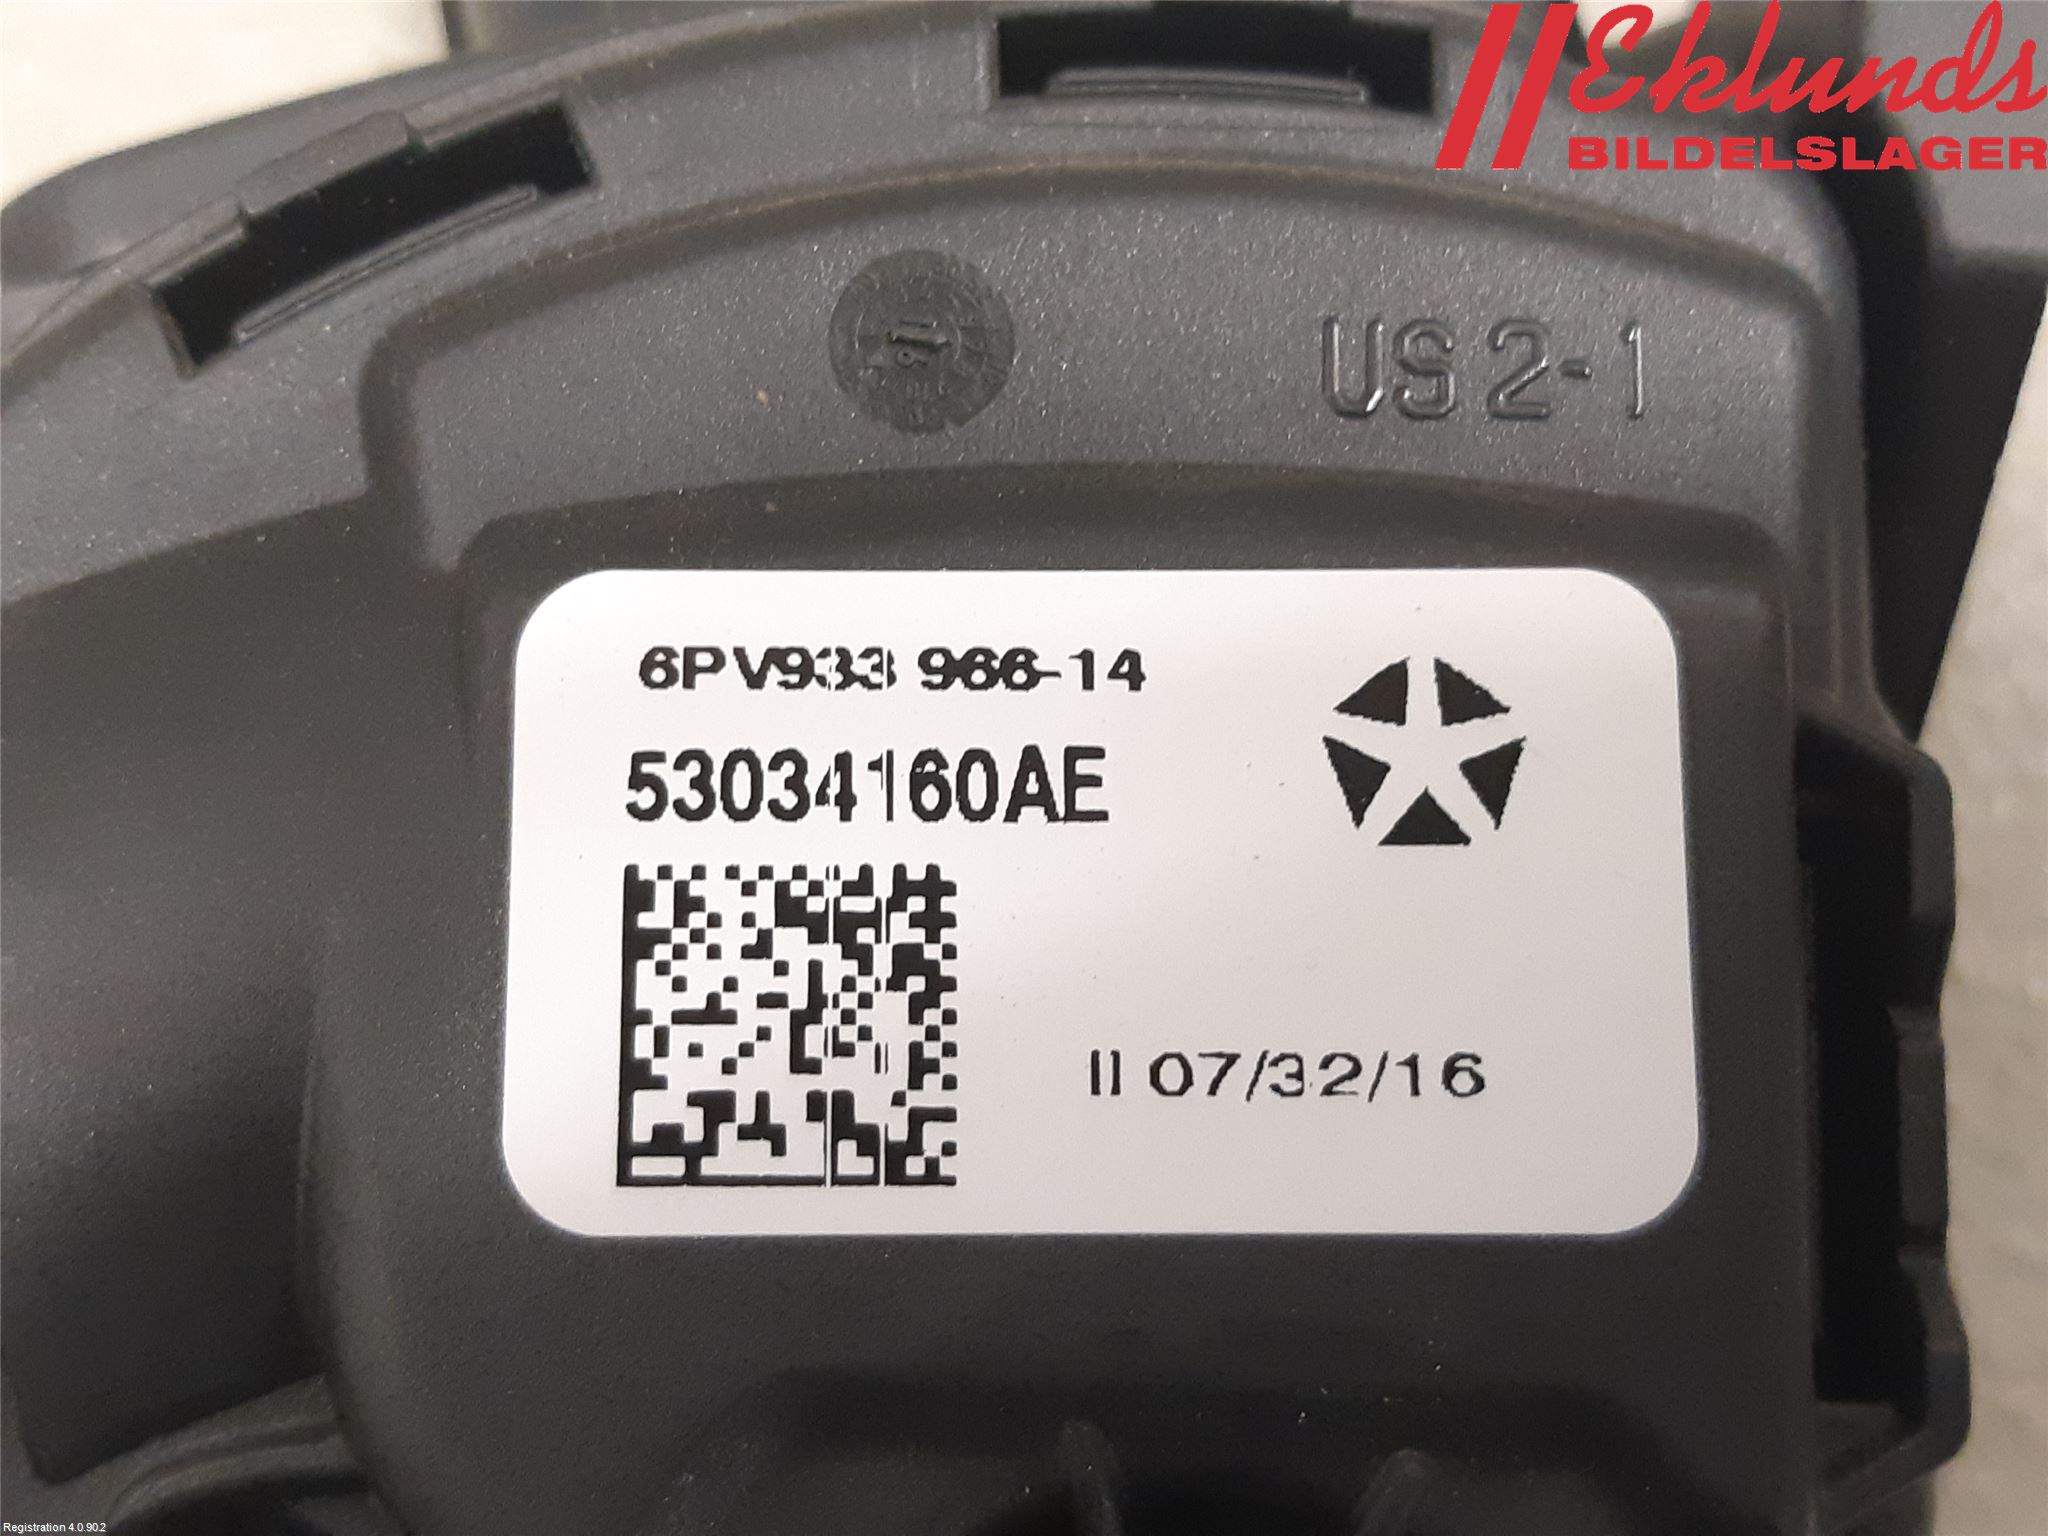 Eklunds
BILDELSLAGER
US 2-1
6PV933 966-14
53034160AE
II 07/32/16
Registration 4.0.90.2